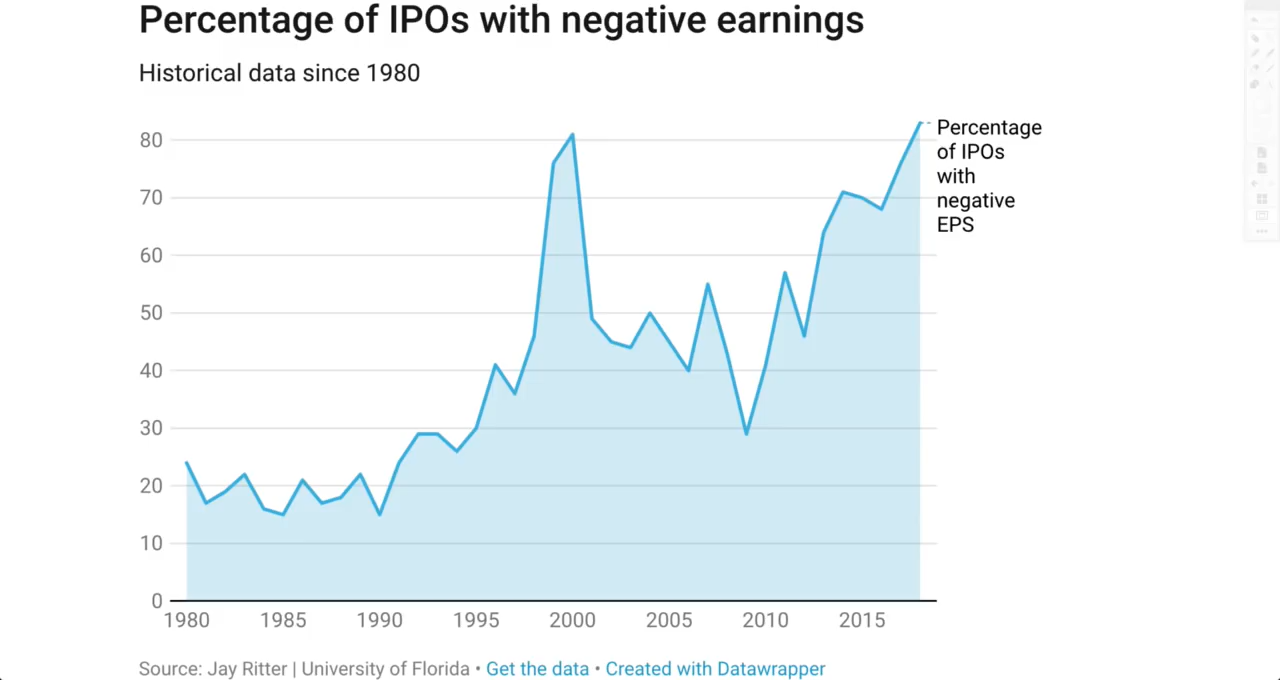 Percentage of IPOs with negative earnings
Historical data since 1980
80
70
60
50
40
30
20
10
0
Percentage
of IPOs
with
negative
EPS
1980 1985 1990 1995 2000 2005 2010 2015
Source: Jay Ritter | University of Florida • Get the data • Created with Datawrapper